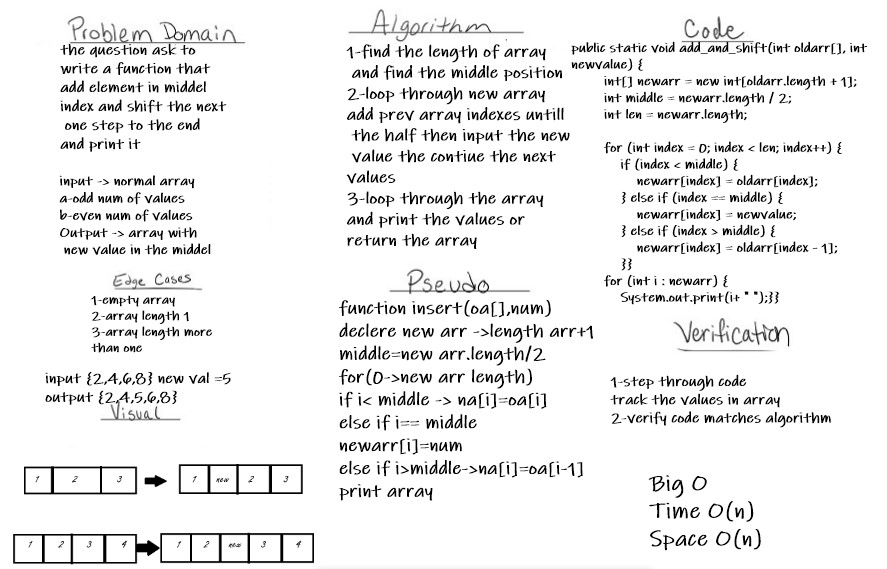 Problem Domain
the question ask to
write a function that
add element in middel
index and shift the next
one step to the end
and print it
input -> normal array
a-odd num of values
b-even num of values
Output -> array with
new value in the middel
Edge Cases
1-empty array
2-array length 1
3-array length more
than one
input {2,4,6,8} new val =5
output {2,4,5,6,8}
Visual
1 2 3 1 new 2 3
1 2 3 4 1 2 new 3 4
Algorithm
1-find the length of array
and find the middle position
2-loop through new array
add prev array indexes untill
the half then input the new
value the contiue the next
values
3-loop through the array
and print the values or
return the array
Pseudo
function insert(oa[],num)
declere new arr ->length arr+1
middle=new arr.length/2
for(0->new arr length)
if i< middle -> na[i]=oa[i]
else if i== middle
newarr[i]=num
else if i>middle->na[i]=oa[i-1]
print array
Code
public static void add_and_shift(int oldarr[], int
newvalue) {
int[] newarr = new int[oldarr.length + 1];
int middle = newarr.length / 2;
int len = newarr.length;
for (int index = 0; index < len; index++) {
if (index < middle) {
newarr[index] = oldarr[index];
} else if (index == middle) {
newarr[index] = newvalue;
} else if (index > middle) {
newarr[index] = oldarr[index - 1];
}}
for (int i : newarr) {
System.out.print(i+ " ");}}
Verification
1-step through code
track the values in array
2-verify code matches algorithm
Big O
Time O(n)
Space O(n)